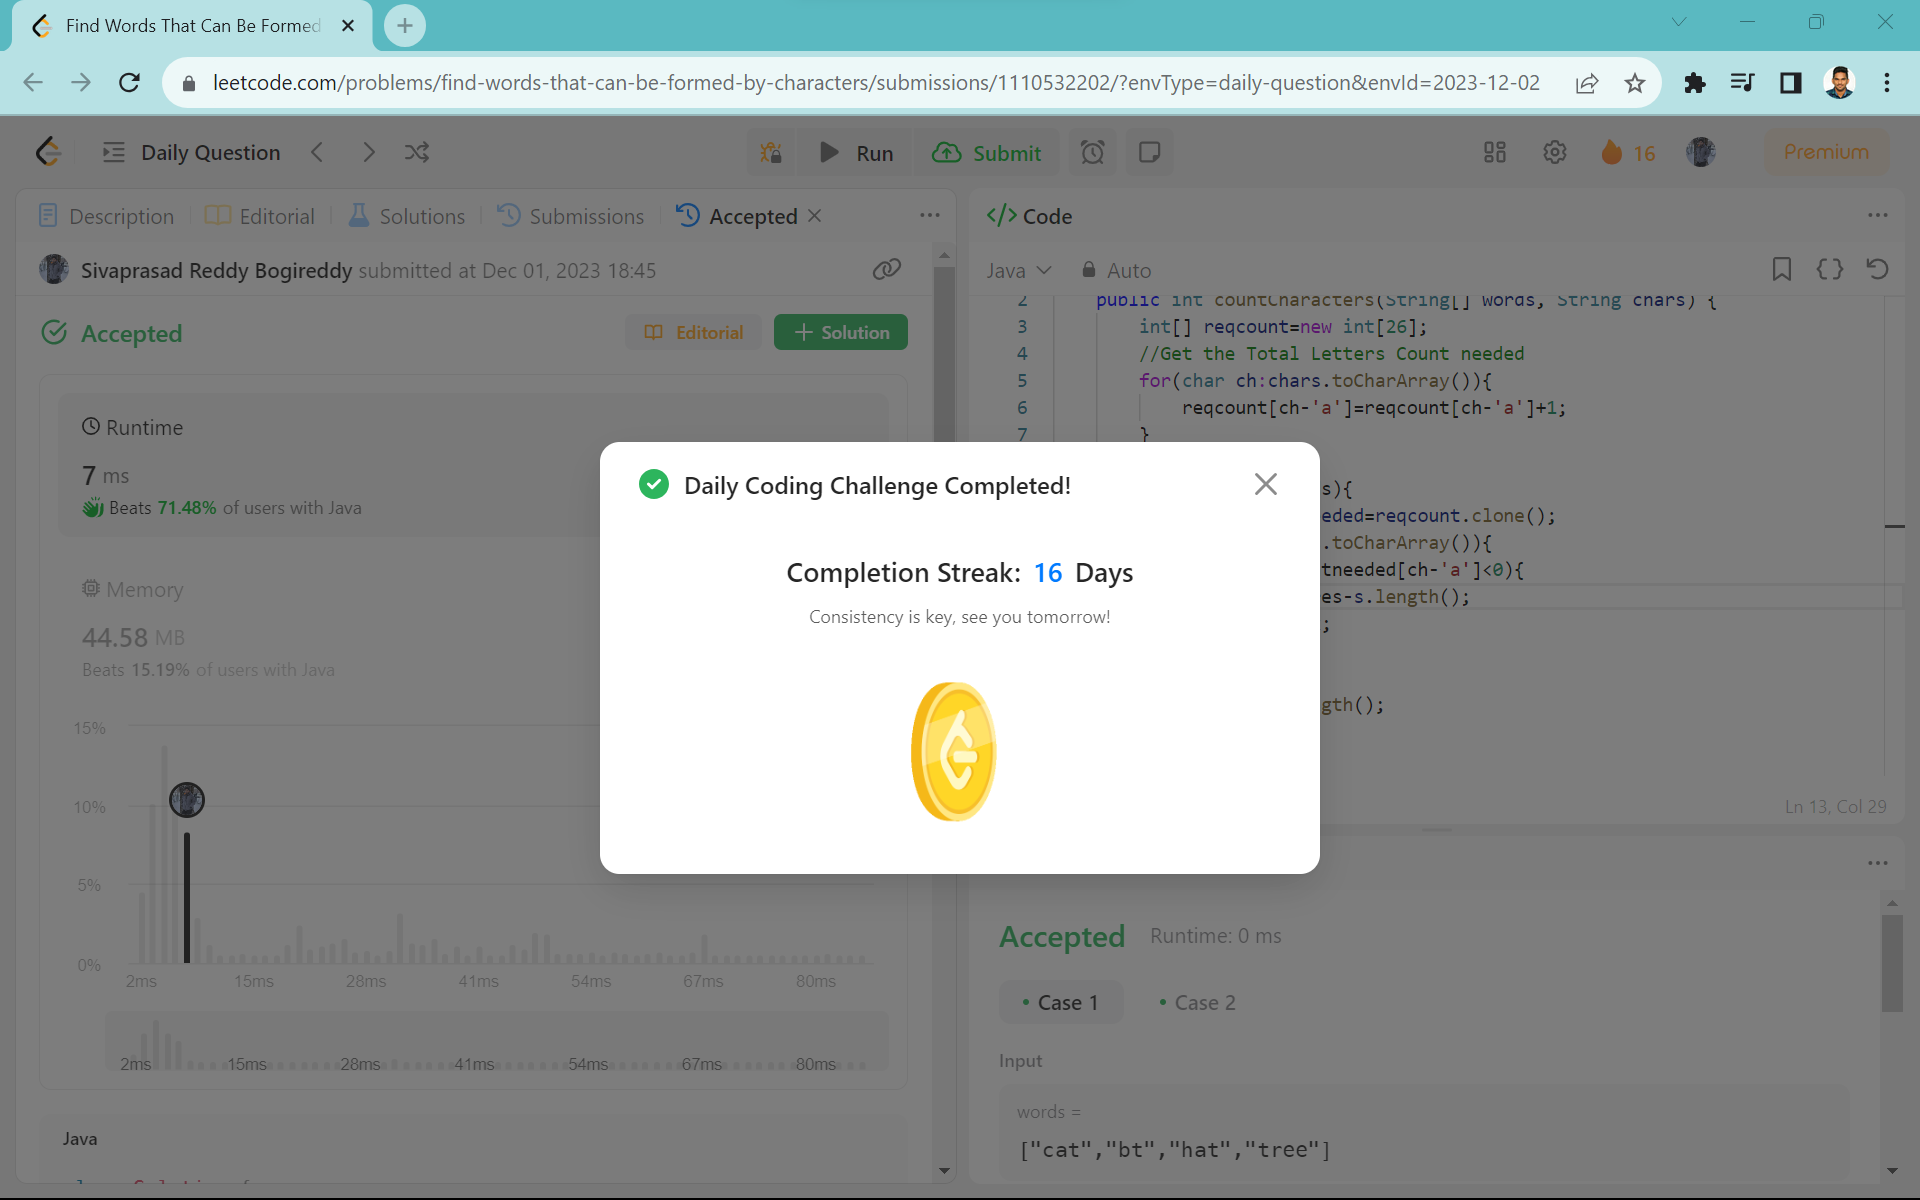 Find Words That Can Be Formed
leetcode.com/problems/find-words-that-can-be-formed-by-characters/submissions/1110532202/?envType=daily-question&envId=2023-12-02
Daily Question
Run
Submit
16
Premium
Description
Editorial
Solutions
Submissions
Accepted
Sivaprasad Reddy Bogireddy submitted at Dec 01, 2023 18:45
Accepted
Editorial
+ Solution
Runtime
7 ms
Beats 71.48% of users with Java
Memory
44.58 MB
Beats 15.19% of users with Java
15%
10%
5%
0%
2ms 15ms 28ms 41ms 54ms 67ms 80ms
2ms 15ms 28ms 41ms 54ms 67ms 80ms
Java
Daily Coding Challenge Completed!
Completion Streak: 16 Days
Consistency is key, see you tomorrow!
</> Code
Java
Auto
2 public int countCharacters(String[] words, String chars) {
3 int[] reqcount=new int[26];
4 //Get the Total Letters Count needed
5 for(char ch:chars.toCharArray()){
6 reqcount[ch-'a']=reqcount[ch-'a']+1;
7 }
s){
eded=reqcount.clone();
.toCharArray()){
tneeded[ch-'a']<0){
es-s.length();
;
gth();
Ln 13, Col 29
Accepted Runtime: 0 ms
Case 1
Case 2
Input
words =
["cat","bt","hat","tree"]